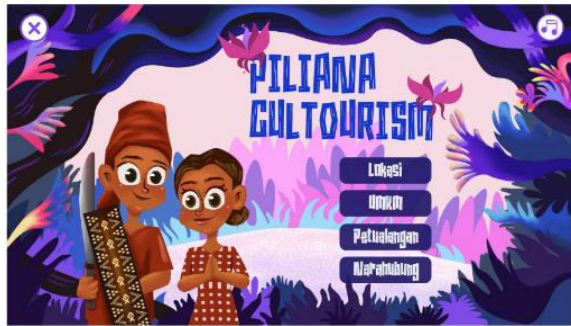 PILIANA
CULTOURISM
Lokasi
UMKM
Petualangan
Narahubung